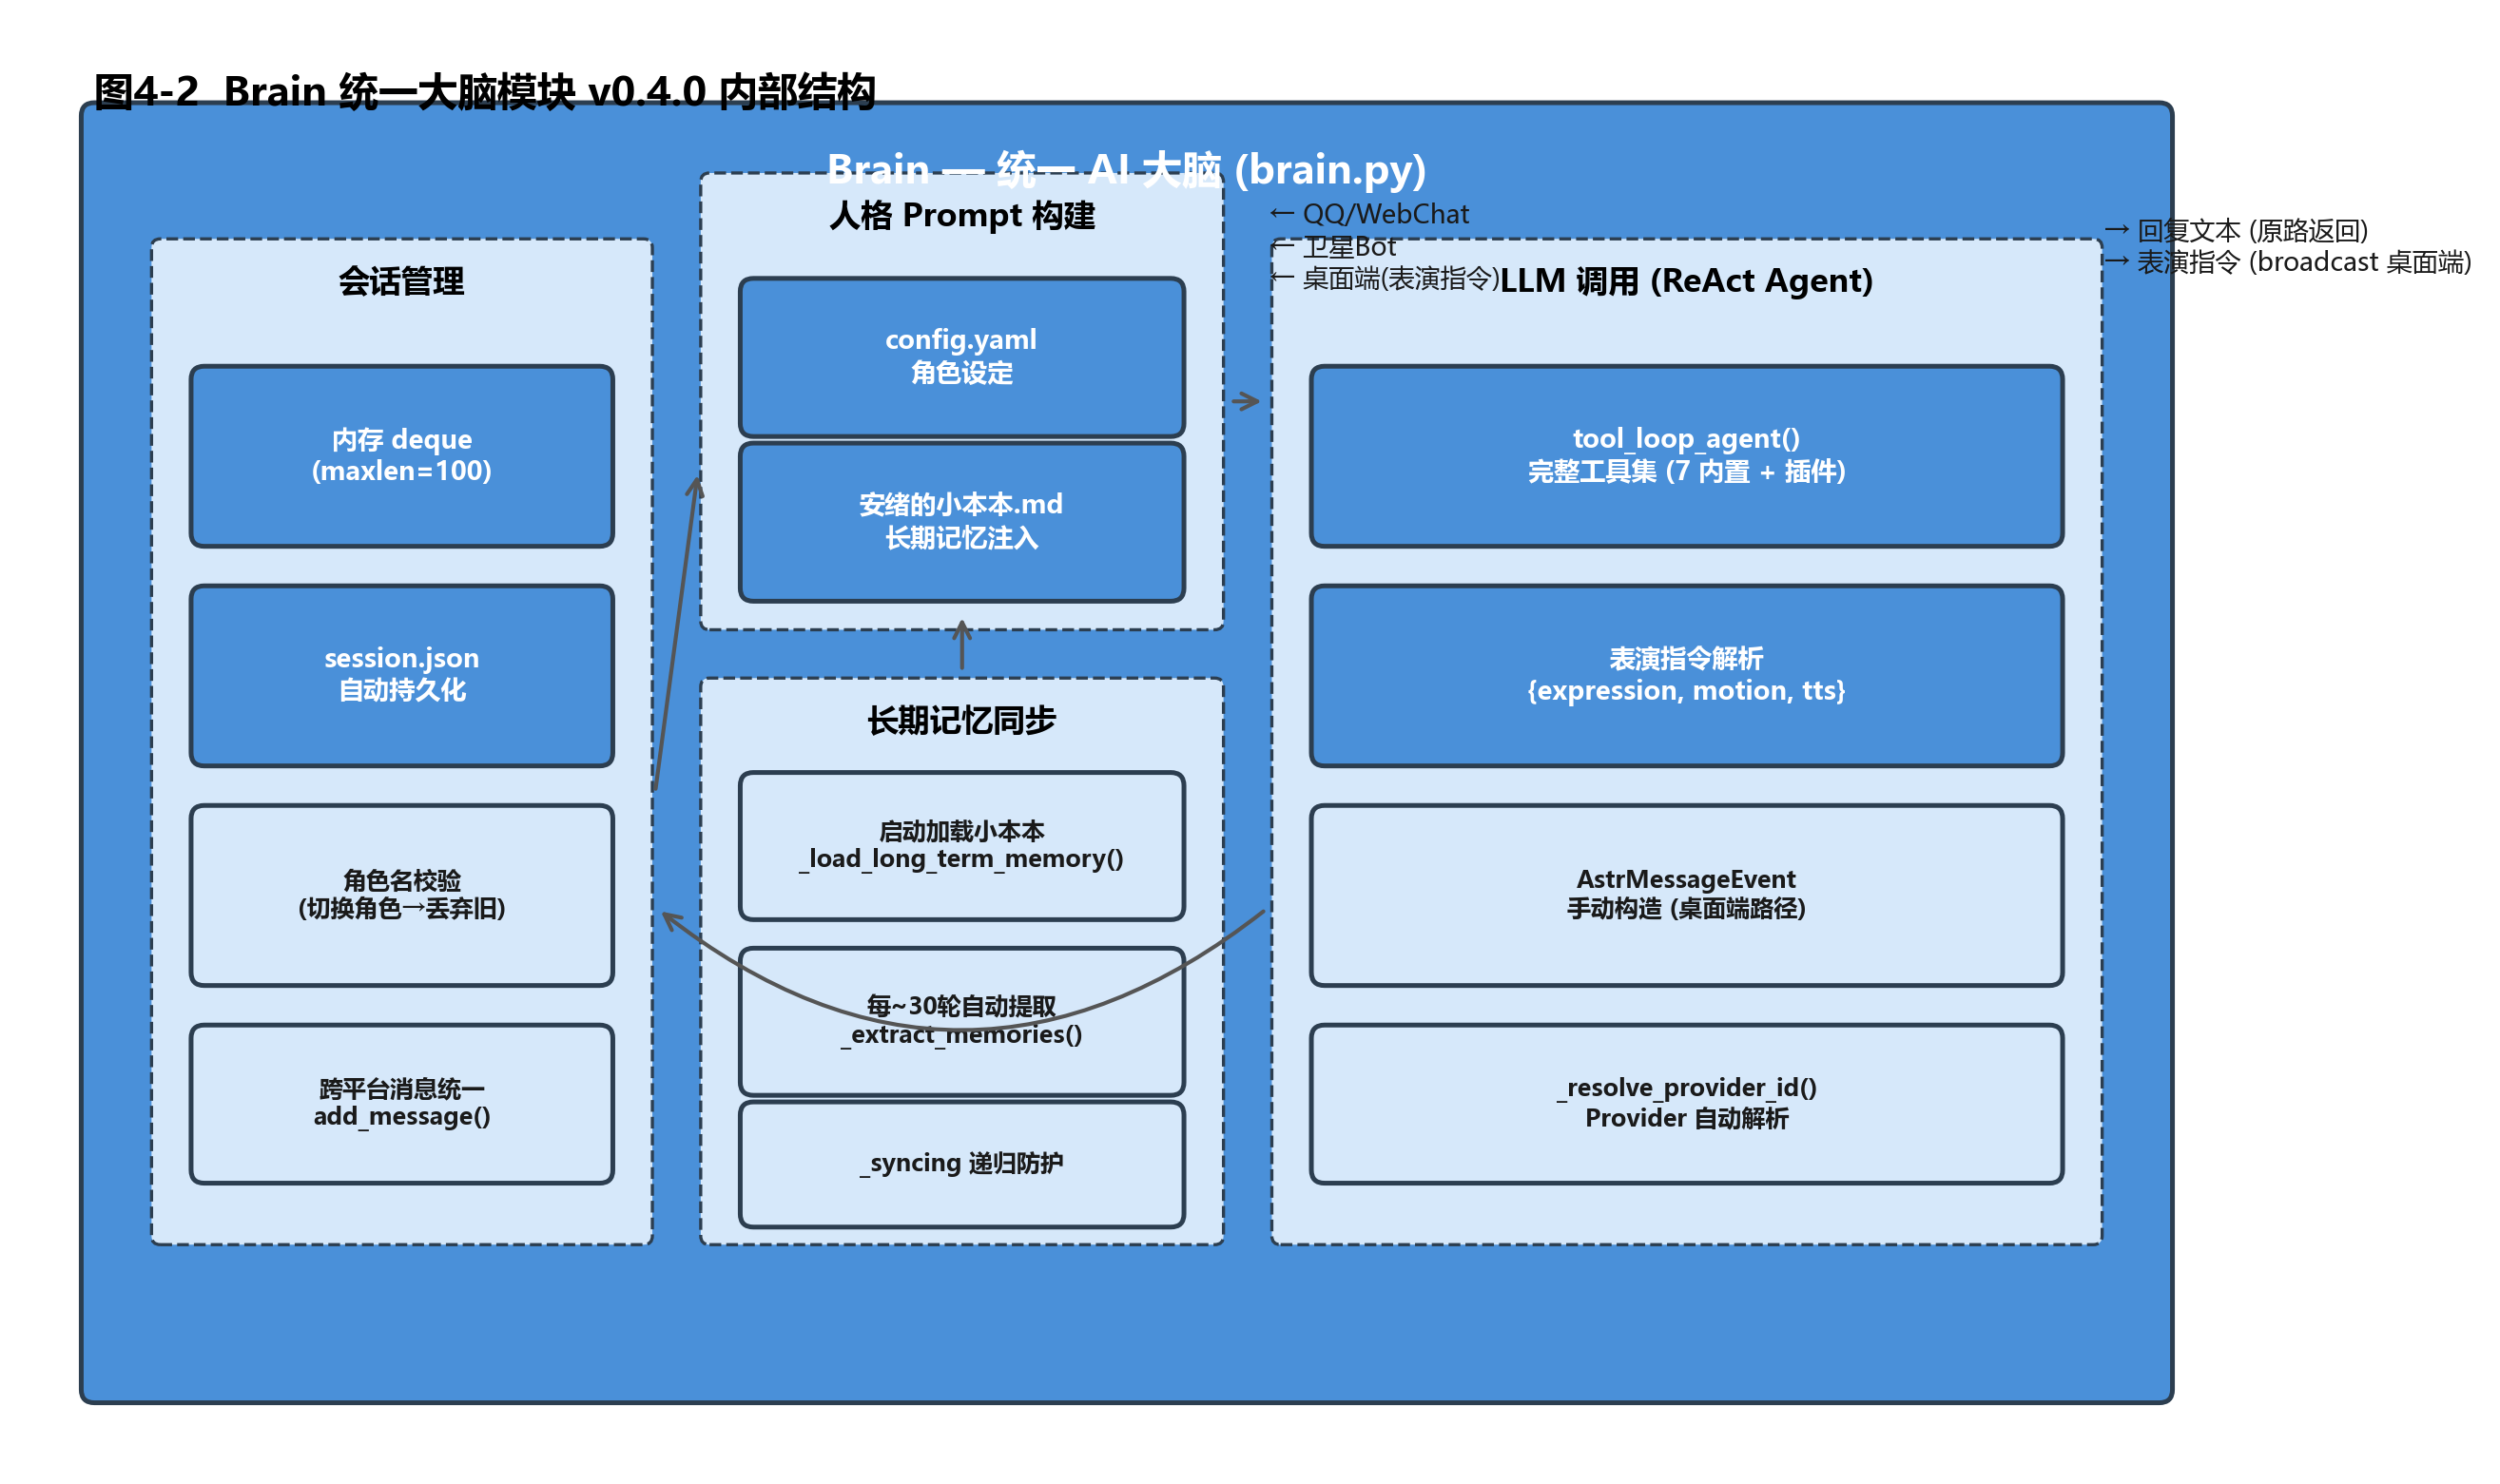 图4-2  Brain 统一大脑模块 v0.4.0 内部结构
Brain — 统一 AI 大脑 (brain.py)
会话管理
内存 deque
(maxlen=100)
session.json
自动持久化
角色名校验
(切换角色→丢弃旧)
跨平台消息统一
add_message()
人格 Prompt 构建
config.yaml
角色设定
安绪的小本本.md
长期记忆注入
长期记忆同步
启动加载小本本
_load_long_term_memory()
每~30轮自动提取
_extract_memories()
_syncing 递归防护
← QQ/WebChat
← 卫星Bot
← 桌面端(表演指令)
LLM 调用 (ReAct Agent)
tool_loop_agent()
完整工具集 (7 内置 + 插件)
表演指令解析
{expression, motion, tts}
AstrMessageEvent
手动构造 (桌面端路径)
_resolve_provider_id()
Provider 自动解析
→ 回复文本 (原路返回)
→ 表演指令 (broadcast 桌面端)